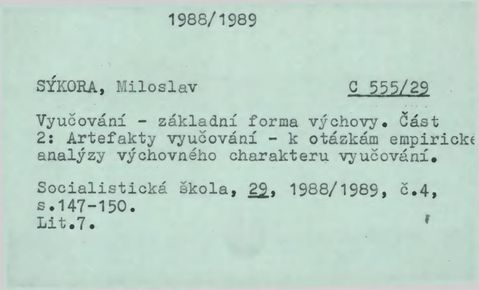 1988/1989
SÝKORA, Miloslav C 555/29
Vyučování - základní forma výchovy. Část
2: Artefakty vyučování - k otázkám empirické
analýzy výchovného charakteru vyučování.
Socialistická škola, 29, 1988/1989, č.4,
s.147-150.
Lit.7.